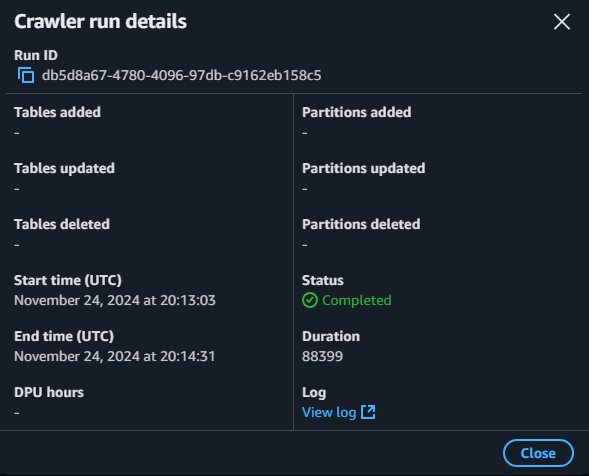 Crawler run details
Run ID
db5d8a67-4780-4096-97db-c9162eb158c5
Tables added
-
Partitions added
-
Tables updated
-
Partitions updated
-
Tables deleted
-
Partitions deleted
-
Start time (UTC)
November 24, 2024 at 20:13:03
Status
Completed
End time (UTC)
November 24, 2024 at 20:14:31
Duration
88399
DPU hours
-
Log
View log
Close